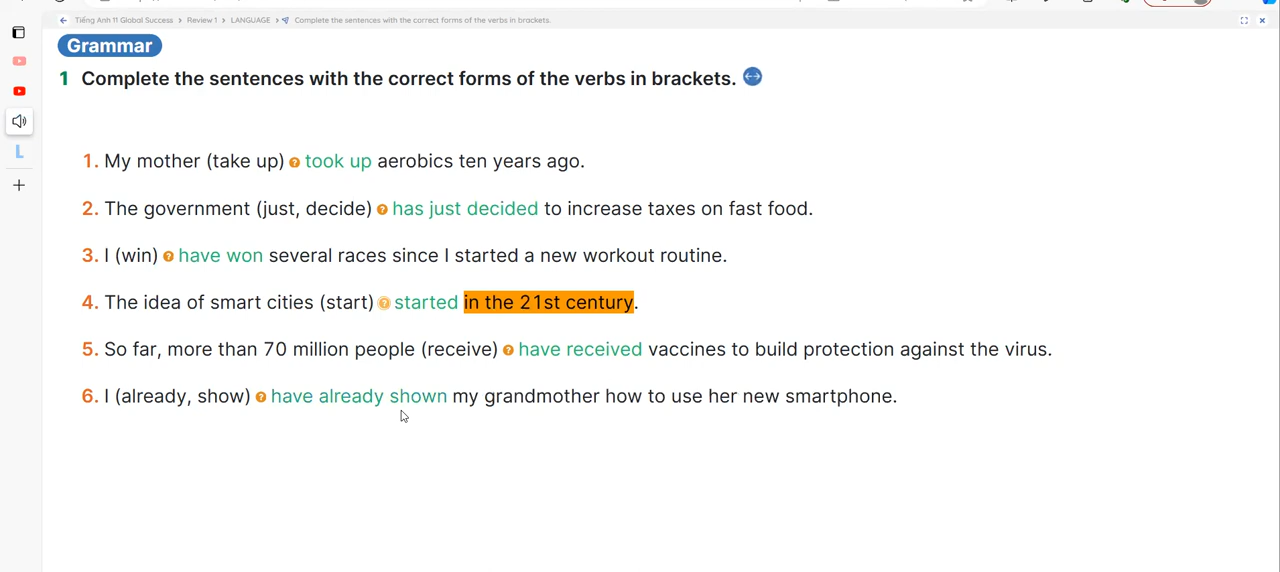 Tiếng Anh 11 Global Success > Review 1 > LANGUAGE > Complete the sentences with the correct forms of the verbs in brackets.
Grammar
1 Complete the sentences with the correct forms of the verbs in brackets.
1. My mother (take up) ? took up aerobics ten years ago.
2. The government (just, decide) ? has just decided to increase taxes on fast food.
3. I (win) ? have won several races since I started a new workout routine.
4. The idea of smart cities (start) ? started in the 21st century.
5. So far, more than 70 million people (receive) ? have received vaccines to build protection against the virus.
6. I (already, show) ? have already shown my grandmother how to use her new smartphone.
L